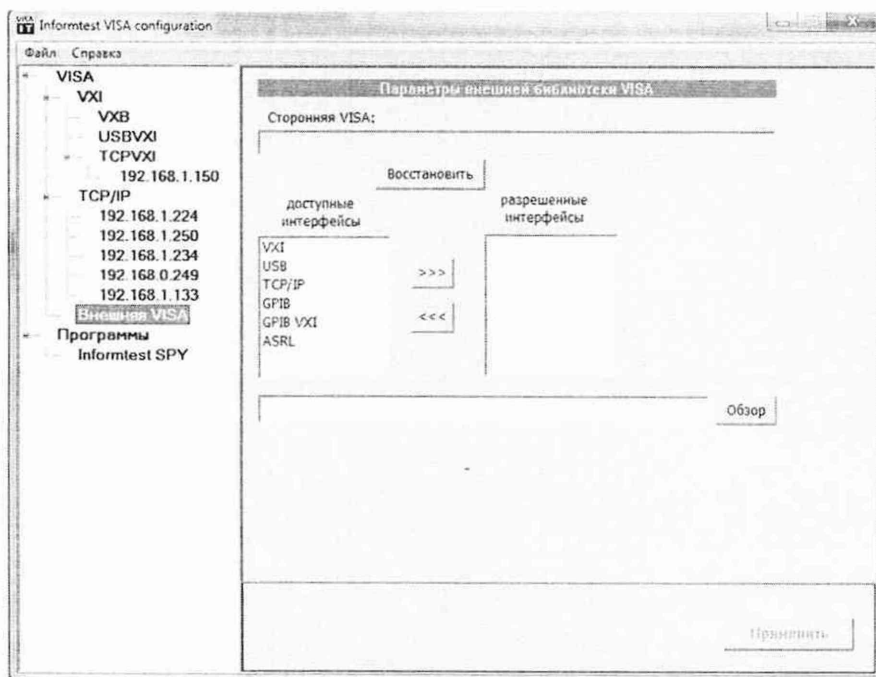 Informtest VISA configuration
Файл Справка
VISA
VXI
VXB
USBVXI
TCPVXI
192.168.1.150
TCP/IP
192.168.1.224
192.168.1.250
192.168.1.234
192.168.0.249
192.168.1.133
Внешняя VISA
Программы
Informtest SPY
Параметры внешней библиотеки VISA
Сторонняя VISA:
Восстановить
доступные
интерфейсы
разрешенные
интерфейсы
VXI
USB
TCP/IP
GPIB
GPIB VXI
ASRL
>>>
<<<
Обзор
Применить